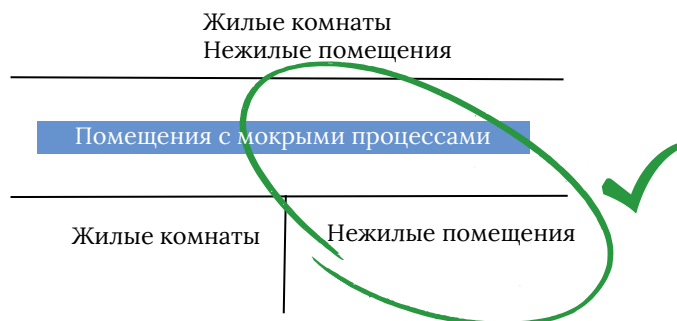 Жилые комнаты
Нежилые помещения
Помещения с мокрыми процессами
Жилые комнаты
Нежилые помещения